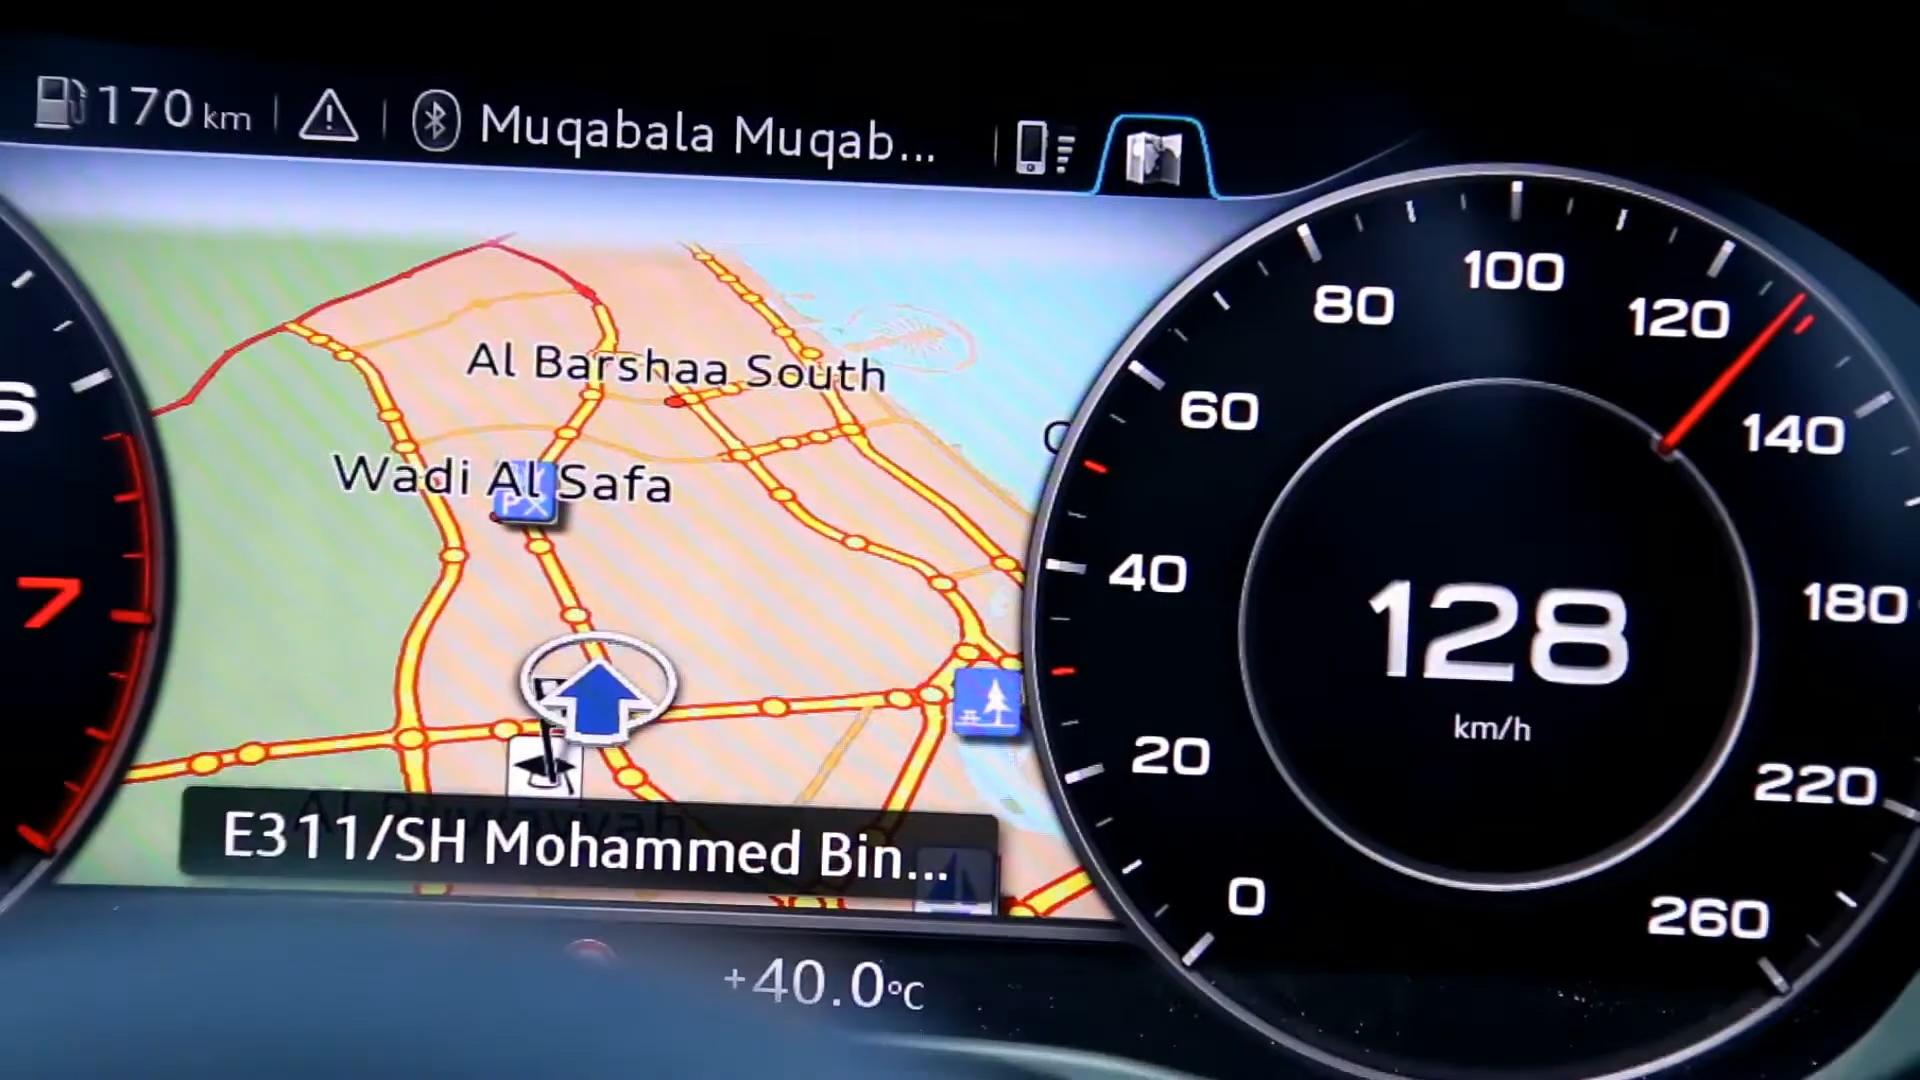 170 km
Muqabala Muqab...
Al Barshaa South
Wadi Al Safa
PX
E311/SH Mohammed Bin...
+40.0°C
6
7
0
20
40
60
80
100
120
140
180
220
260
128
km/h